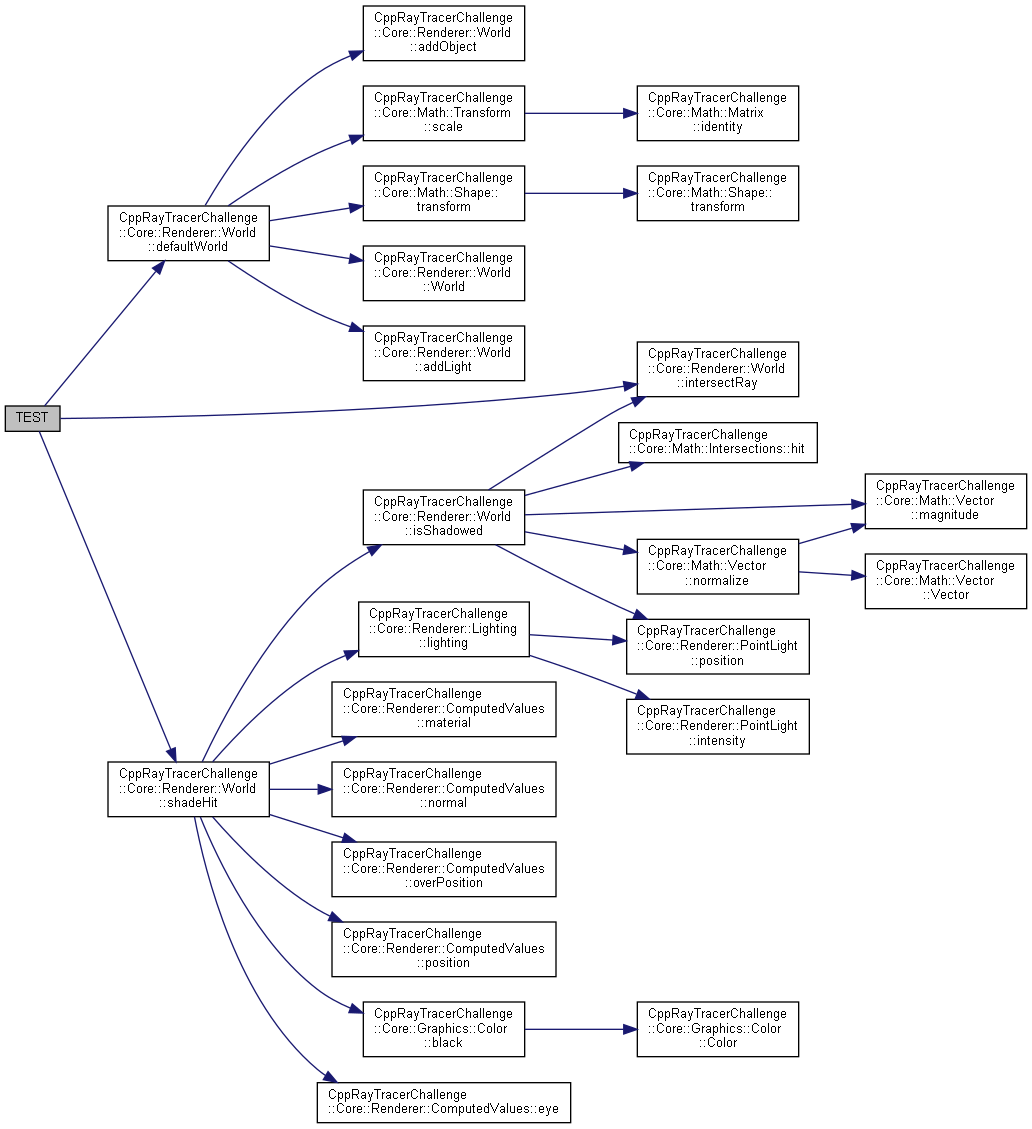 CppRayTracerChallenge
::Core::Renderer::World
::addObject
CppRayTracerChallenge
::Core::Math::Transform
::scale
CppRayTracerChallenge
::Core::Math::Matrix
::identity
CppRayTracerChallenge
::Core::Math::Shape::
transform
CppRayTracerChallenge
::Core::Math::Shape::
transform
CppRayTracerChallenge
::Core::Renderer::World
::defaultWorld
CppRayTracerChallenge
::Core::Renderer::World
::World
CppRayTracerChallenge
::Core::Renderer::World
::addLight
CppRayTracerChallenge
::Core::Renderer::World
::intersectRay
TEST
CppRayTracerChallenge
::Core::Math::Intersections::hit
CppRayTracerChallenge
::Core::Math::Vector
::magnitude
CppRayTracerChallenge
::Core::Renderer::World
::isShadowed
CppRayTracerChallenge
::Core::Math::Vector
::normalize
CppRayTracerChallenge
::Core::Math::Vector
::Vector
CppRayTracerChallenge
::Core::Renderer::Lighting
::lighting
CppRayTracerChallenge
::Core::Renderer::PointLight
::position
CppRayTracerChallenge
::Core::Renderer::ComputedValues
::material
CppRayTracerChallenge
::Core::Renderer::PointLight
::intensity
CppRayTracerChallenge
::Core::Renderer::World
::shadeHit
CppRayTracerChallenge
::Core::Renderer::ComputedValues
::normal
CppRayTracerChallenge
::Core::Renderer::ComputedValues
::overPosition
CppRayTracerChallenge
::Core::Renderer::ComputedValues
::position
CppRayTracerChallenge
::Core::Graphics::Color
::black
CppRayTracerChallenge
::Core::Graphics::Color
::Color
CppRayTracerChallenge
::Core::Renderer::ComputedValues::eye